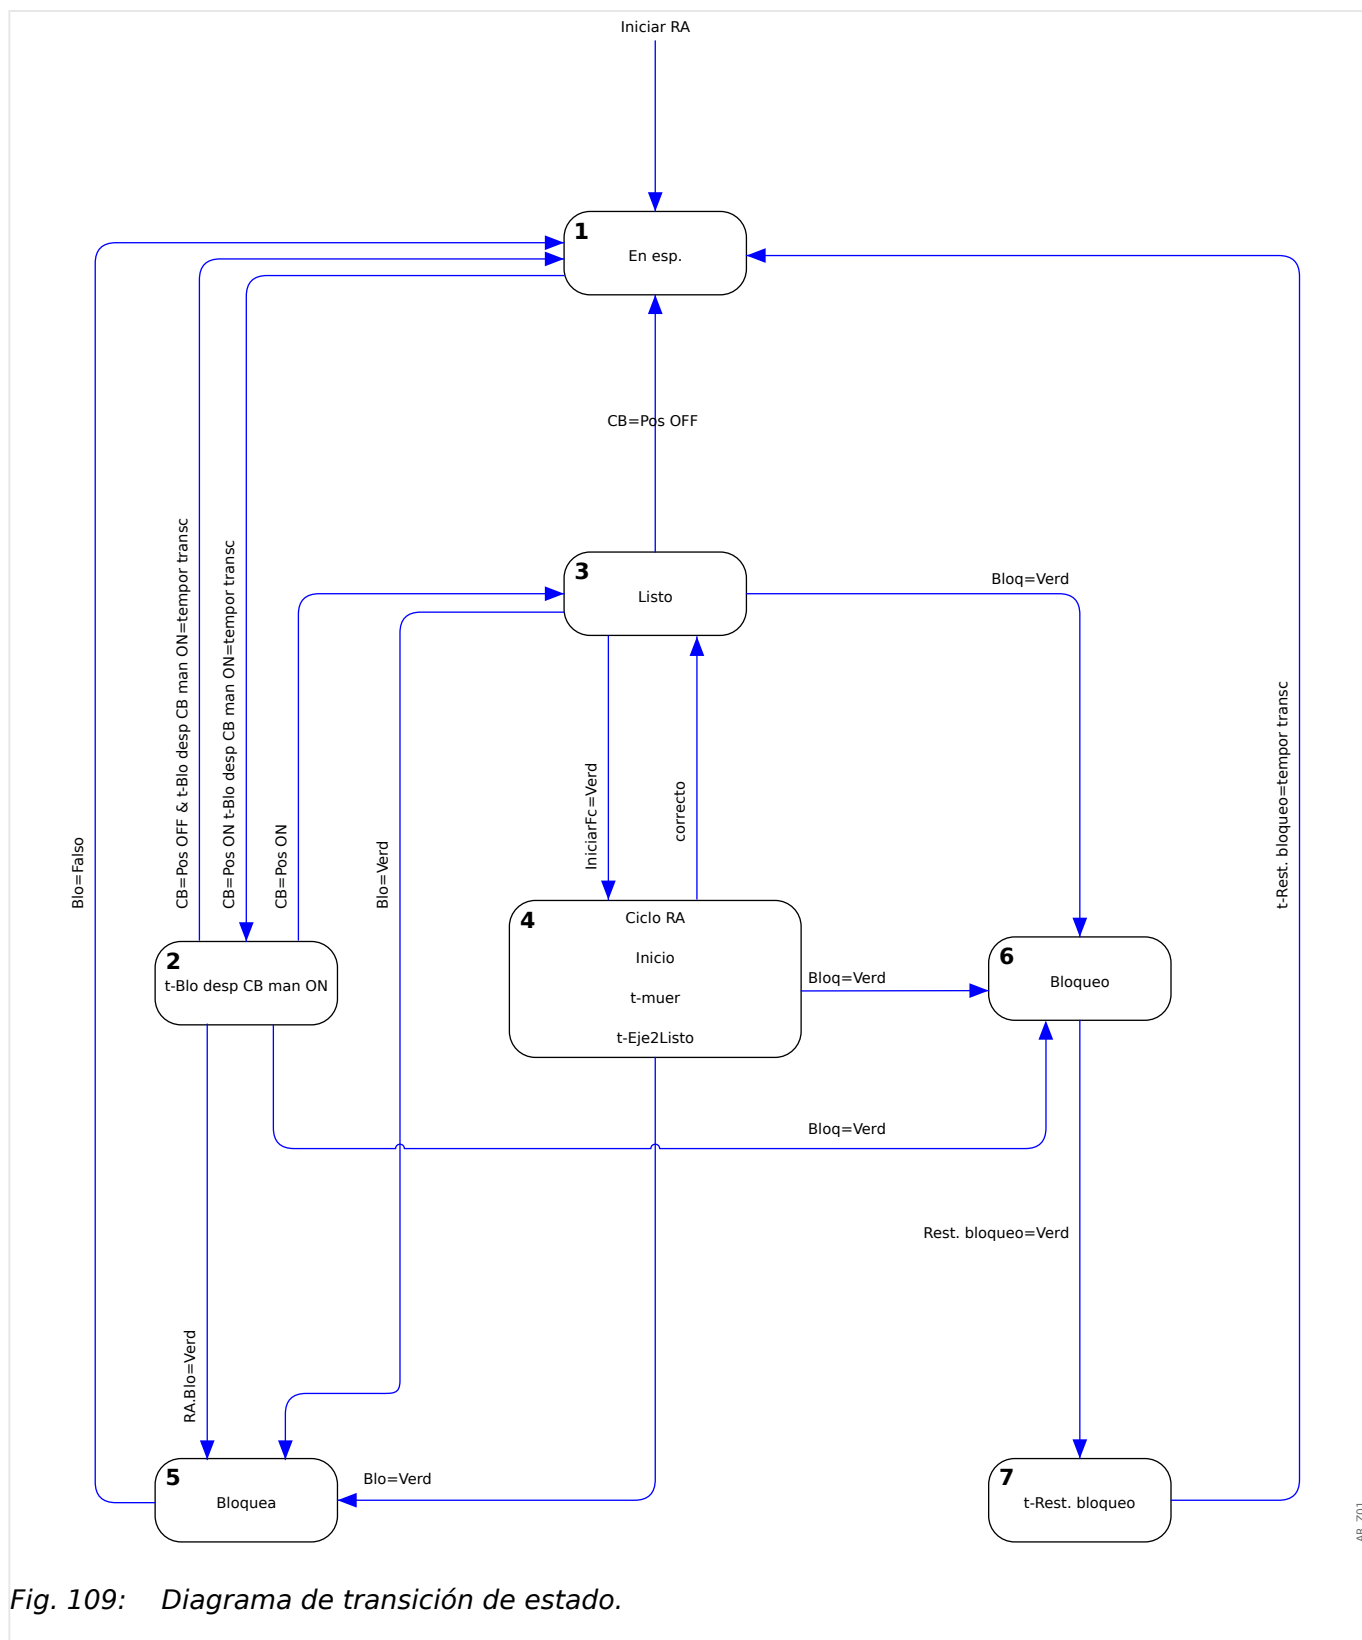 Iniciar RA
1
En esp.
CB=Pos OFF
3
Listo
Bloq=Verd
CB=Pos OFF & t-Blo desp CB man ON=tempor transc
CB=Pos ON t-Blo desp CB man ON=tempor transc
CB=Pos ON
Blo=Falso
Blo=Verd
IniciarFc=Verd
correcto
t-Rest. bloqueo=tempor transc
2
t-Blo desp CB man ON
4
Ciclo RA
Inicio
t-muer
t-Eje2Listo
Bloq=Verd
6
Bloqueo
Bloq=Verd
Rest. bloqueo=Verd
RA.Blo=Verd
5
Bloquea
Blo=Verd
7
t-Rest. bloqueo
AR_Z01
Fig. 109: Diagrama de transición de estado.